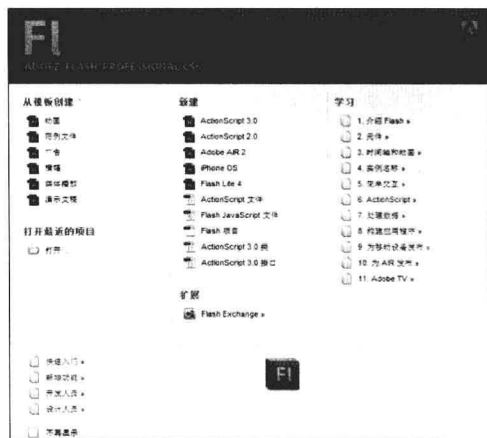 Fl
ADOBE FLASH PROFESSIONAL CS5
从模板创建
动画
范例文件
广告
横幅
媒体播放
演示文稿
打开最近的项目
打开...
新建
ActionScript 3.0
ActionScript 2.0
Adobe AIR 2
iPhone OS
Flash Lite 4
ActionScript 文件
Flash JavaScript 文件
Flash 项目
ActionScript 3.0 类
ActionScript 3.0 接口
扩展
Flash Exchange »
学习
1. 介绍 Flash »
2. 元件 »
3. 时间轴和动画 »
4. 实例名称 »
5. 简单交互 »
6. ActionScript »
7. 处理数据 »
8. 构建应用程序 »
9. 为移动设备发布 »
10. 为 AIR 发布 »
11. Adobe TV »
快速入门 »
新增功能 »
开发人员 »
设计人员 »
不再显示
Fl